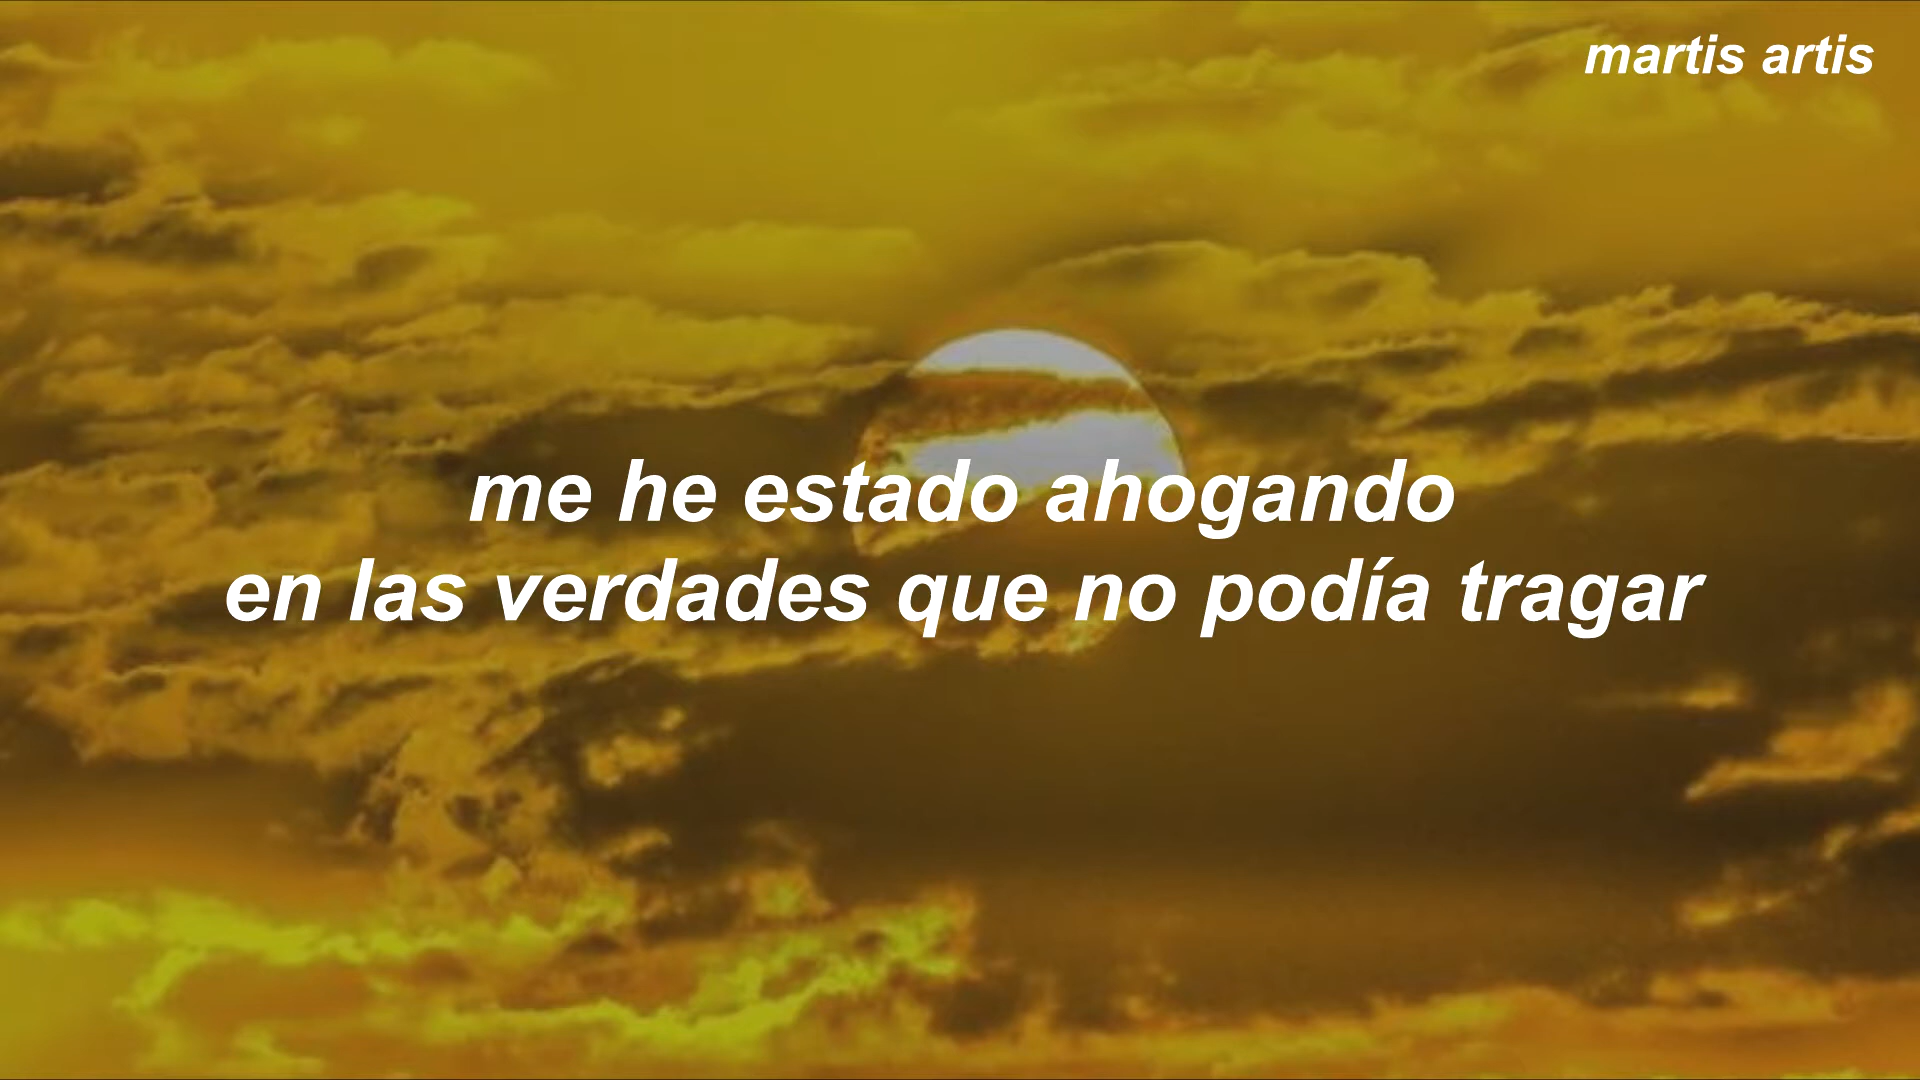 martis artis
me he estado ahogando
en las verdades que no podía tragar